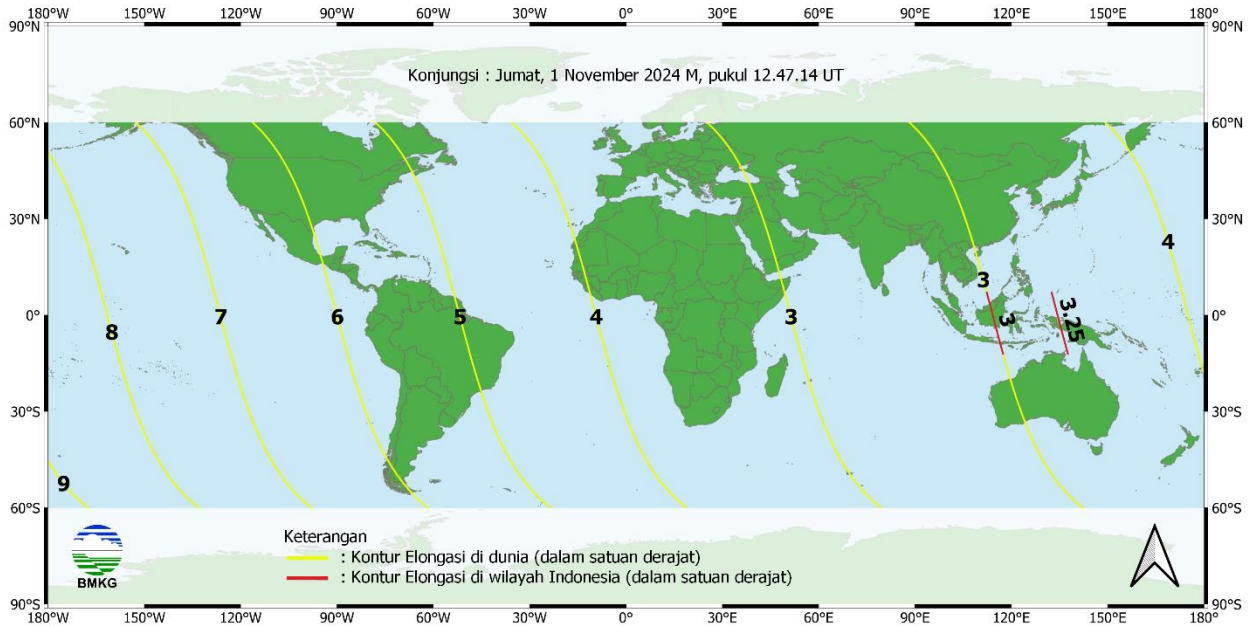 180°W 150°W 120°W 90°W 60°W 30°W 0° 30°E 60°E 90°E 120°E 150°E 180°
90°N 90°N
Konjungsi : Jumat, 1 November 2024 M, pukul 12.47.14 UT
60°N 60°N
30°N 30°N
4
3
0° 8 7 6 5 4 3 3 3.25 0°
30°S 30°S
9
60°S 60°S
Keterangan
: Kontur Elongasi di dunia (dalam satuan derajat)
: Kontur Elongasi di wilayah Indonesia (dalam satuan derajat)
BMKG
90°S 90°S
180°W 150°W 120°W 90°W 60°W 30°W 0° 30°E 60°E 90°E 120°E 150°E 180°